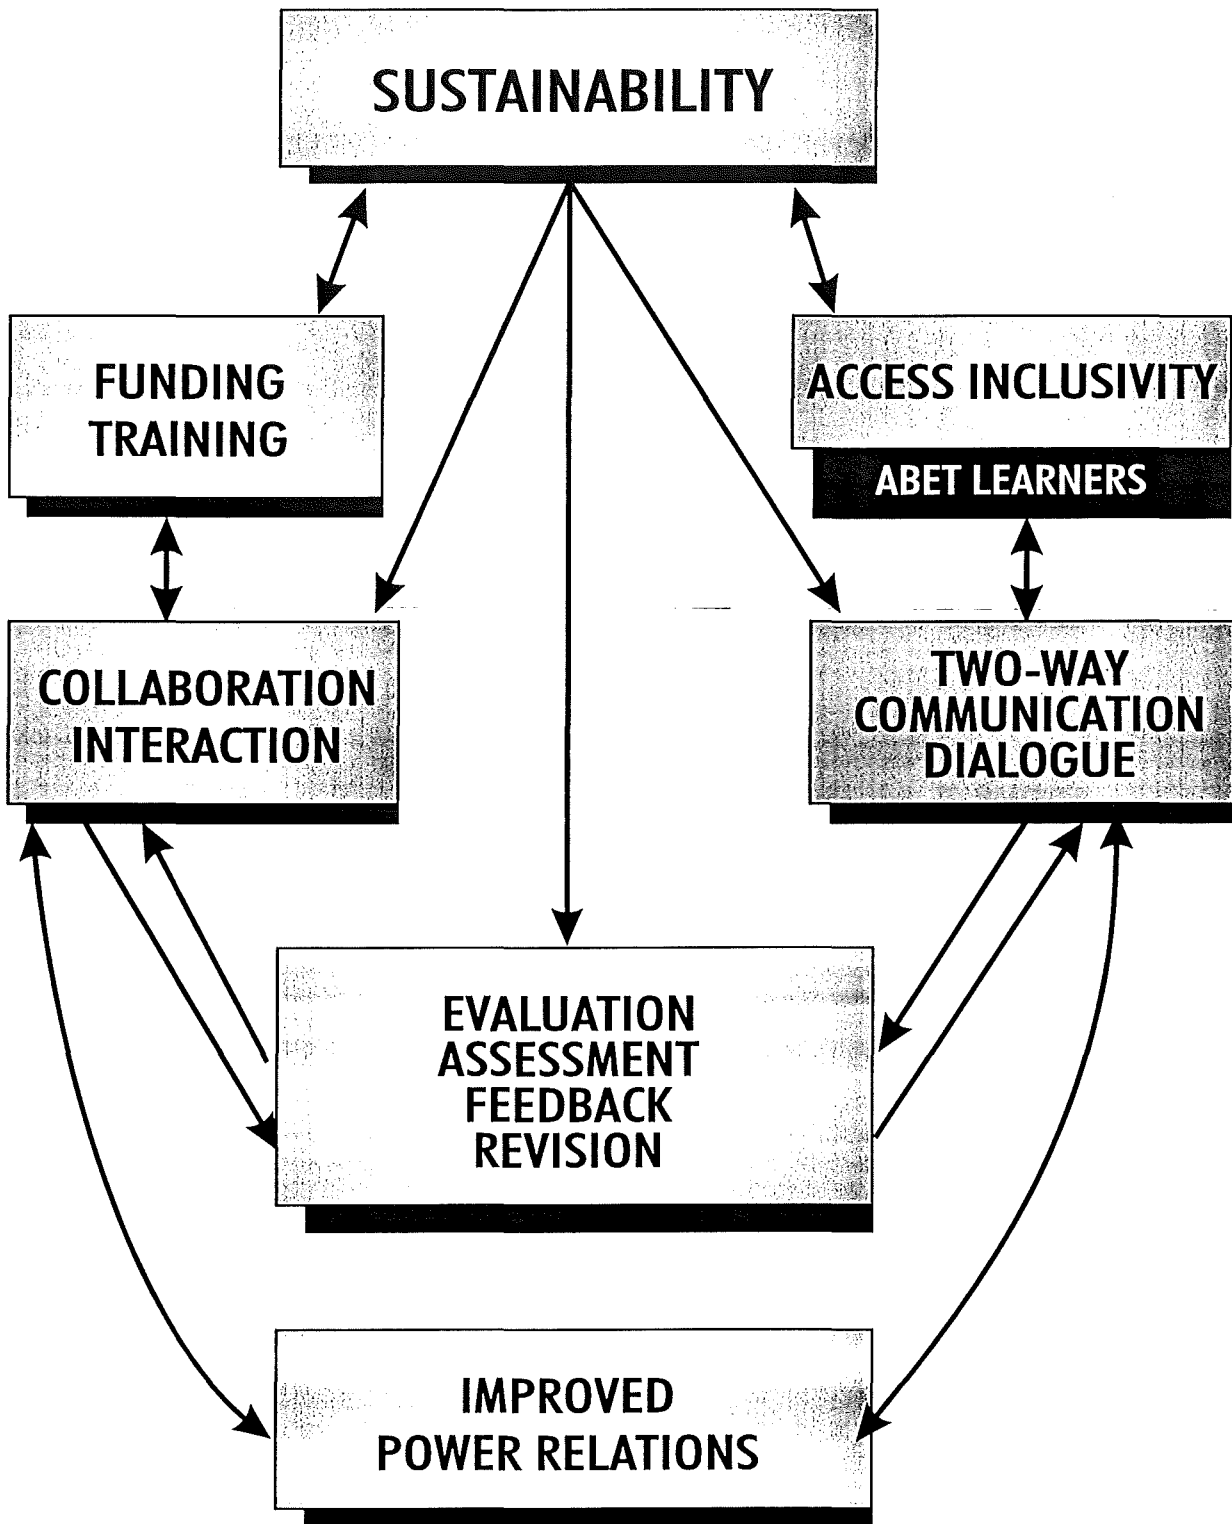 SUSTAINABILITY
FUNDING
TRAINING
ACCESS INCLUSIVITY
ABET LEARNERS
COLLABORATION
INTERACTION
TWO-WAY
COMMUNICATION
DIALOGUE
EVALUATION
ASSESSMENT
FEEDBACK
REVISION
IMPROVED
POWER RELATIONS